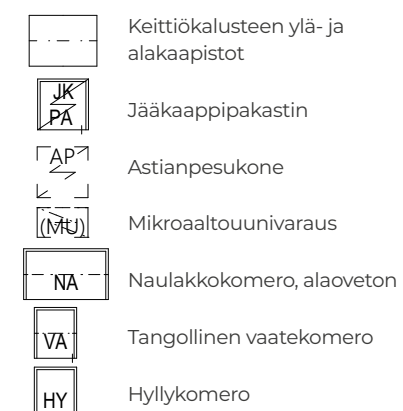 Keittiökalusteen ylä- ja
alakaapistot
JK
PA
Jääkaappipakastin
AP
Astianpesukone
(MU)
Mikroaaltouunivaraus
NA
Naulakkokomero, alaoveton
VA
Tangollinen vaatekomero
HY
Hyllykomero